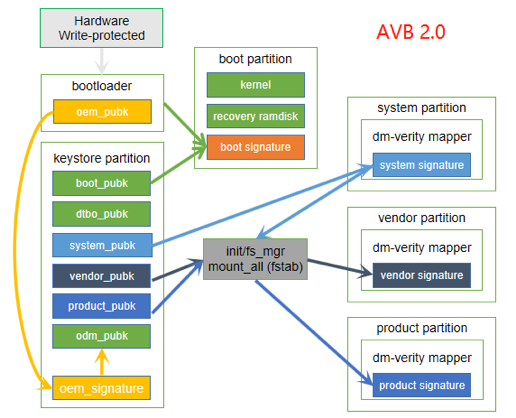 Hardware
Write-protected
AVB 2.0
bootloader
oem_pubk
boot partition
kernel
recovery ramdisk
boot signature
keystore partition
boot_pubk
dtbo_pubk
system_pubk
vendor_pubk
product_pubk
odm_pubk
oem_signature
init/fs_mgr
mount_all (fstab)
system partition
dm-verity mapper
system signature
vendor partition
dm-verity mapper
vendor signature
product partition
dm-verity mapper
product signature